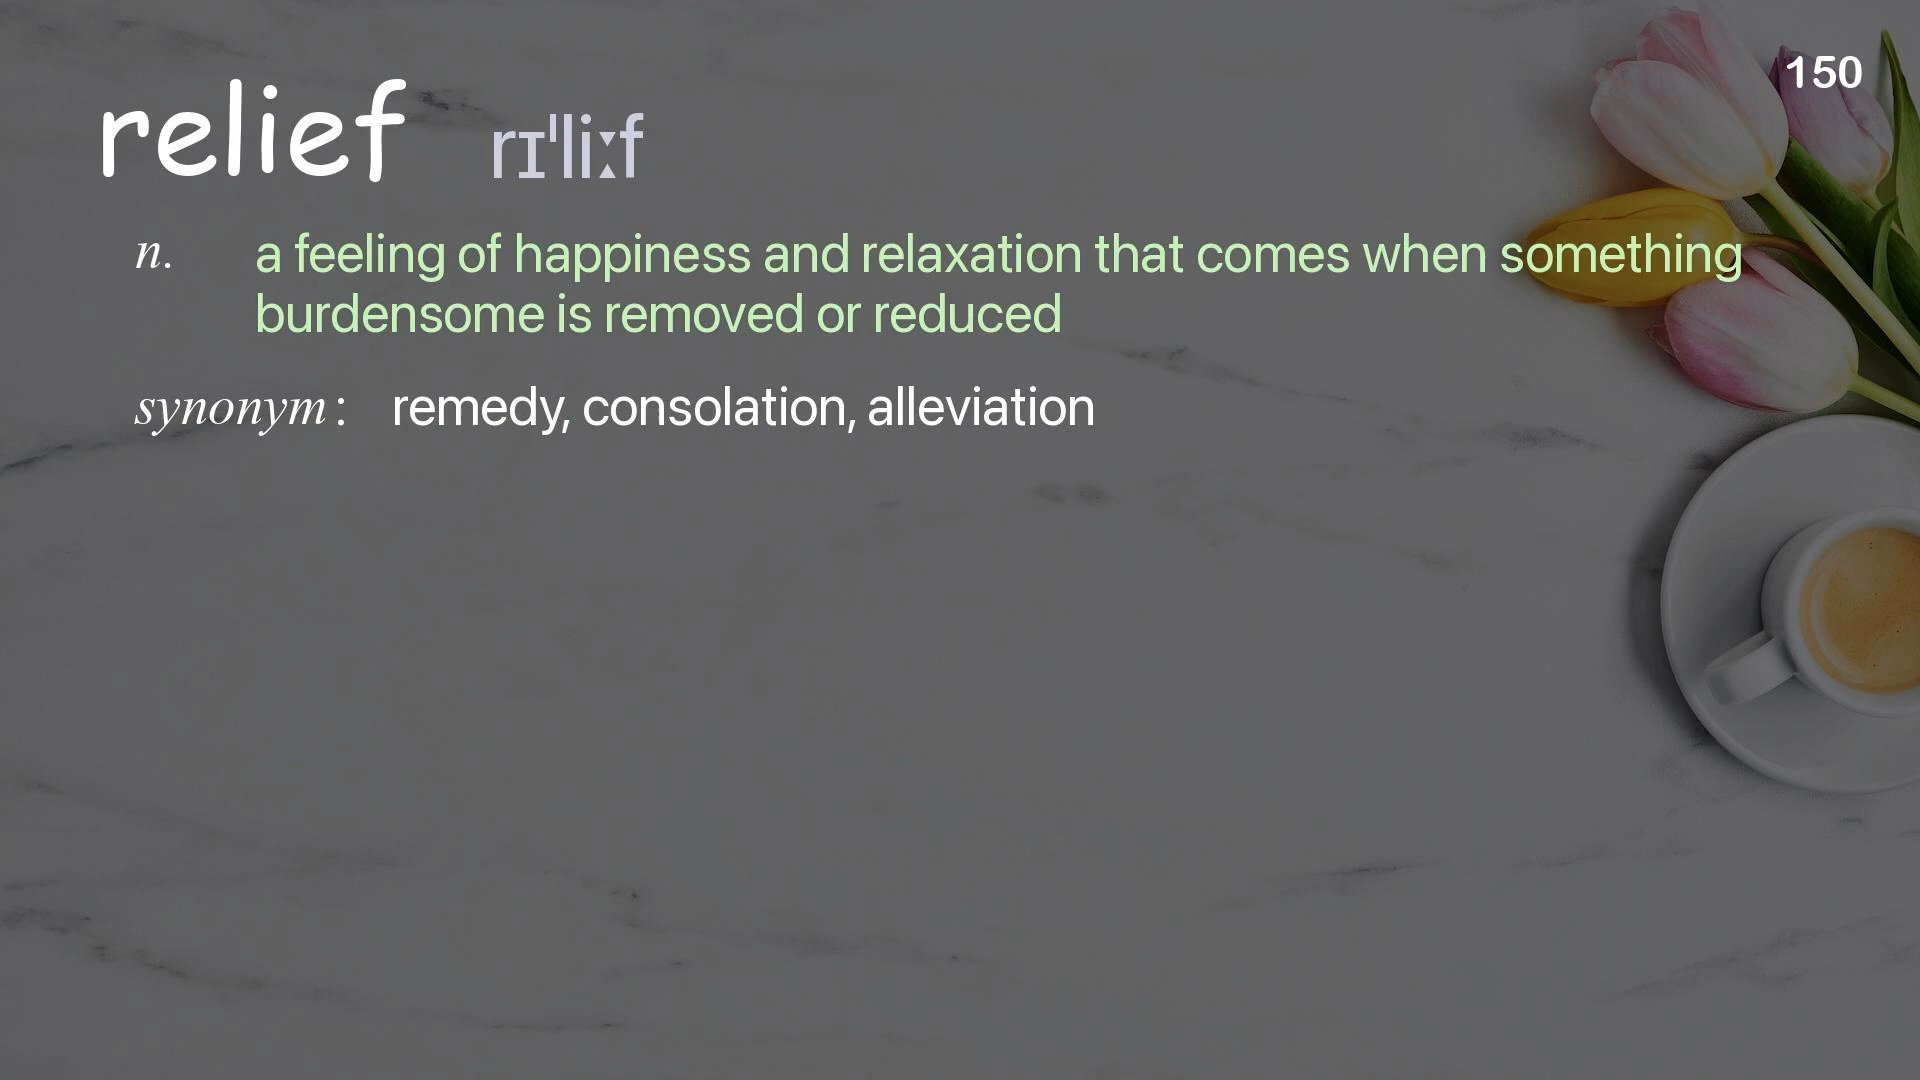 150
relief rɪˈliːf
n. a feeling of happiness and relaxation that comes when something
burdensome is removed or reduced
synonym: remedy, consolation, alleviation